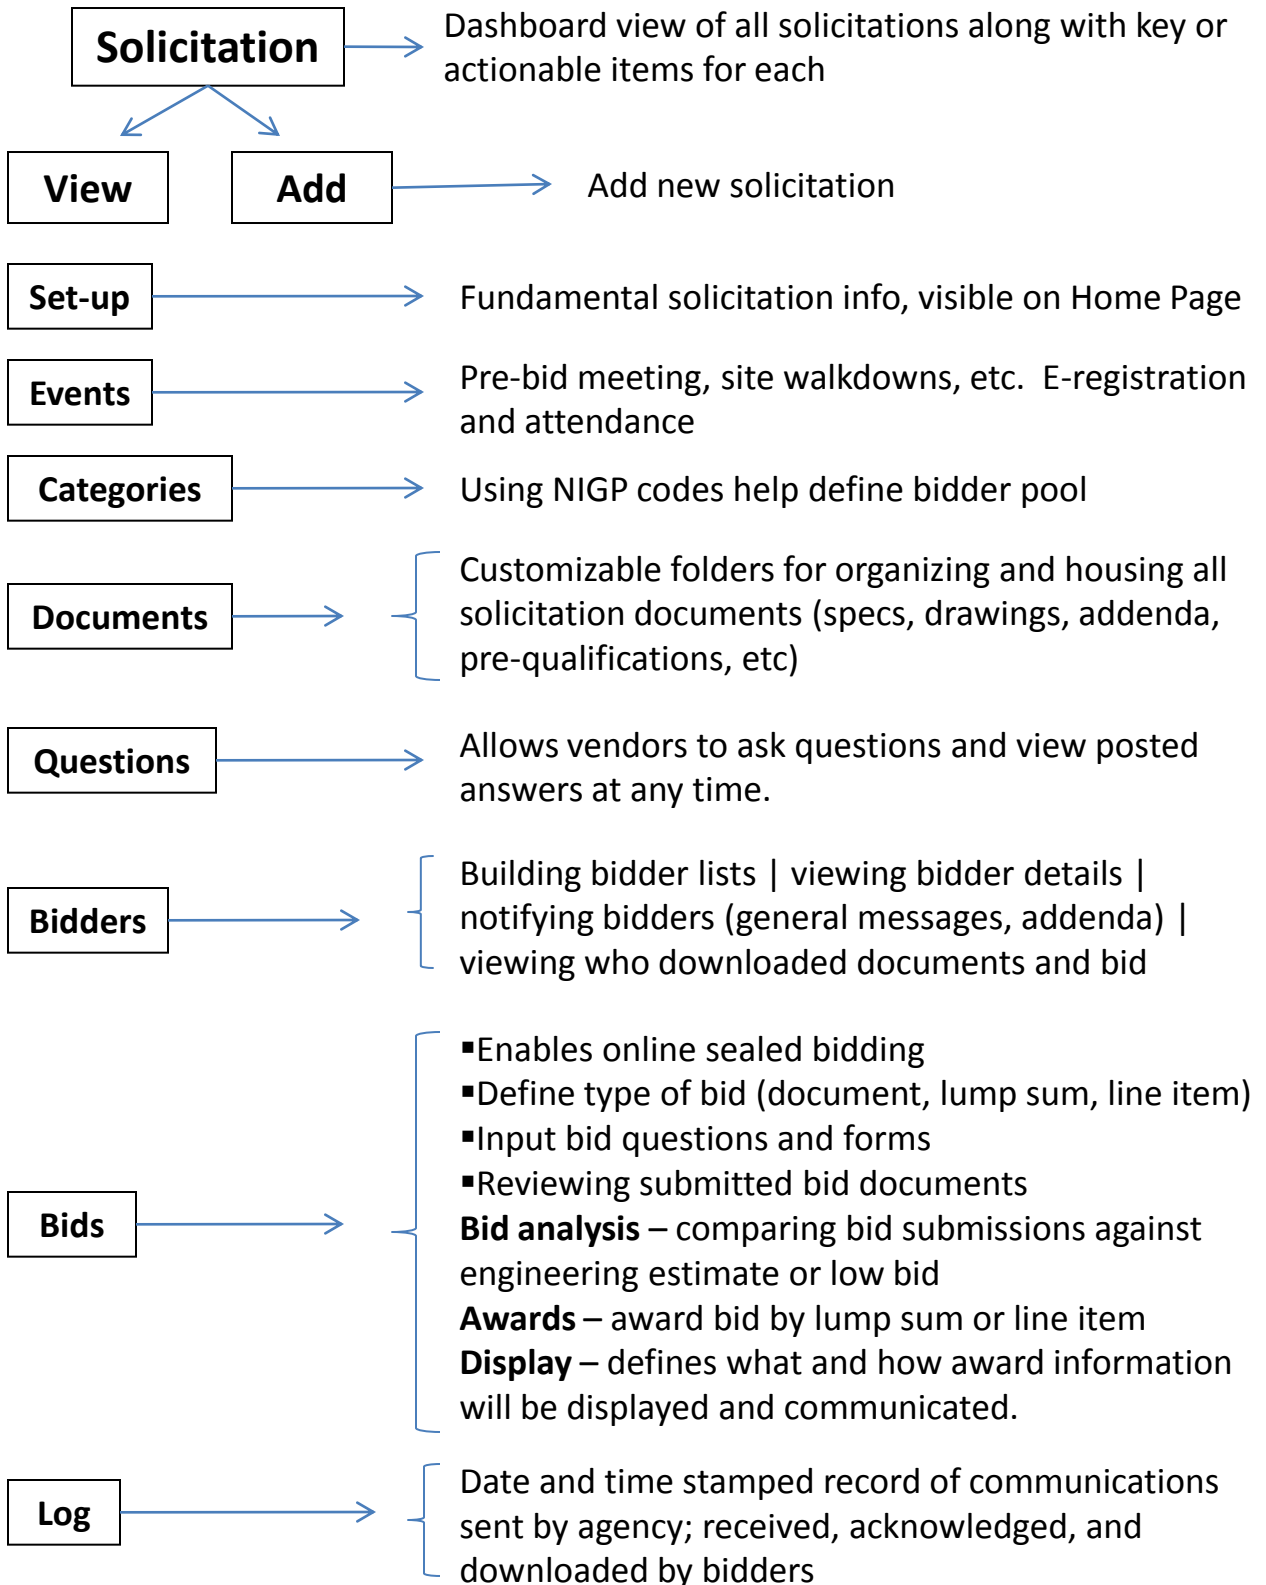 Solicitation
Dashboard view of all solicitations along with key or
actionable items for each
View
Add
Add new solicitation
Set-up
Fundamental solicitation info, visible on Home Page
Events
Pre-bid meeting, site walkdowns, etc.  E-registration
and attendance
Categories
Using NIGP codes help define bidder pool
Documents
Customizable folders for organizing and housing all
solicitation documents (specs, drawings, addenda,
pre-qualifications, etc)
Questions
Allows vendors to ask questions and view posted
answers at any time.
Bidders
Building bidder lists | viewing bidder details |
notifying bidders (general messages, addenda) |
viewing who downloaded documents and bid
Bids
▪Enables online sealed bidding
▪Define type of bid (document, lump sum, line item)
▪Input bid questions and forms
▪Reviewing submitted bid documents
Bid analysis – comparing bid submissions against
engineering estimate or low bid
Awards – award bid by lump sum or line item
Display – defines what and how award information
will be displayed and communicated.
Log
Date and time stamped record of communications
sent by agency; received, acknowledged, and
downloaded by bidders